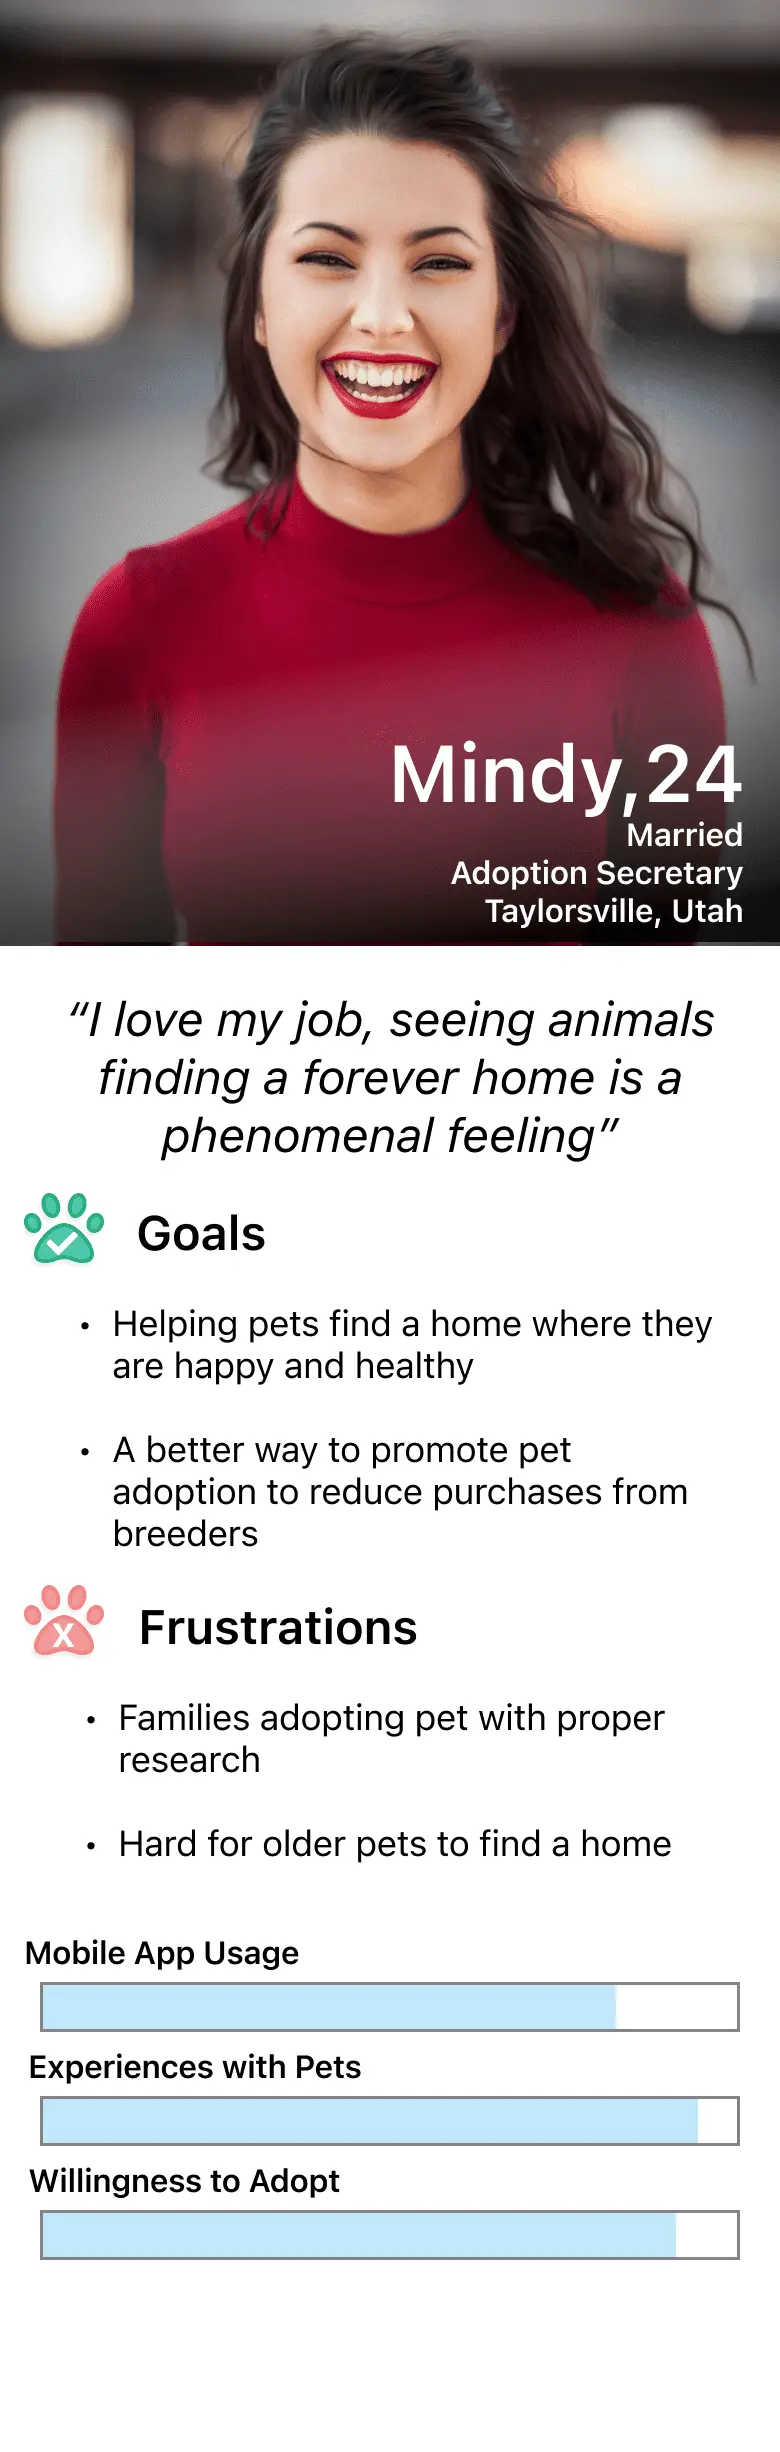 Mindy,24
Married
Adoption Secretary
Taylorsville, Utah
“I love my job, seeing animals
finding a forever home is a
phenomenal feeling”
Goals
• Helping pets find a home where they
are happy and healthy
• A better way to promote pet
adoption to reduce purchases from
breeders
X
Frustrations
• Families adopting pet with proper
research
• Hard for older pets to find a home
Mobile App Usage
Experiences with Pets
Willingness to Adopt